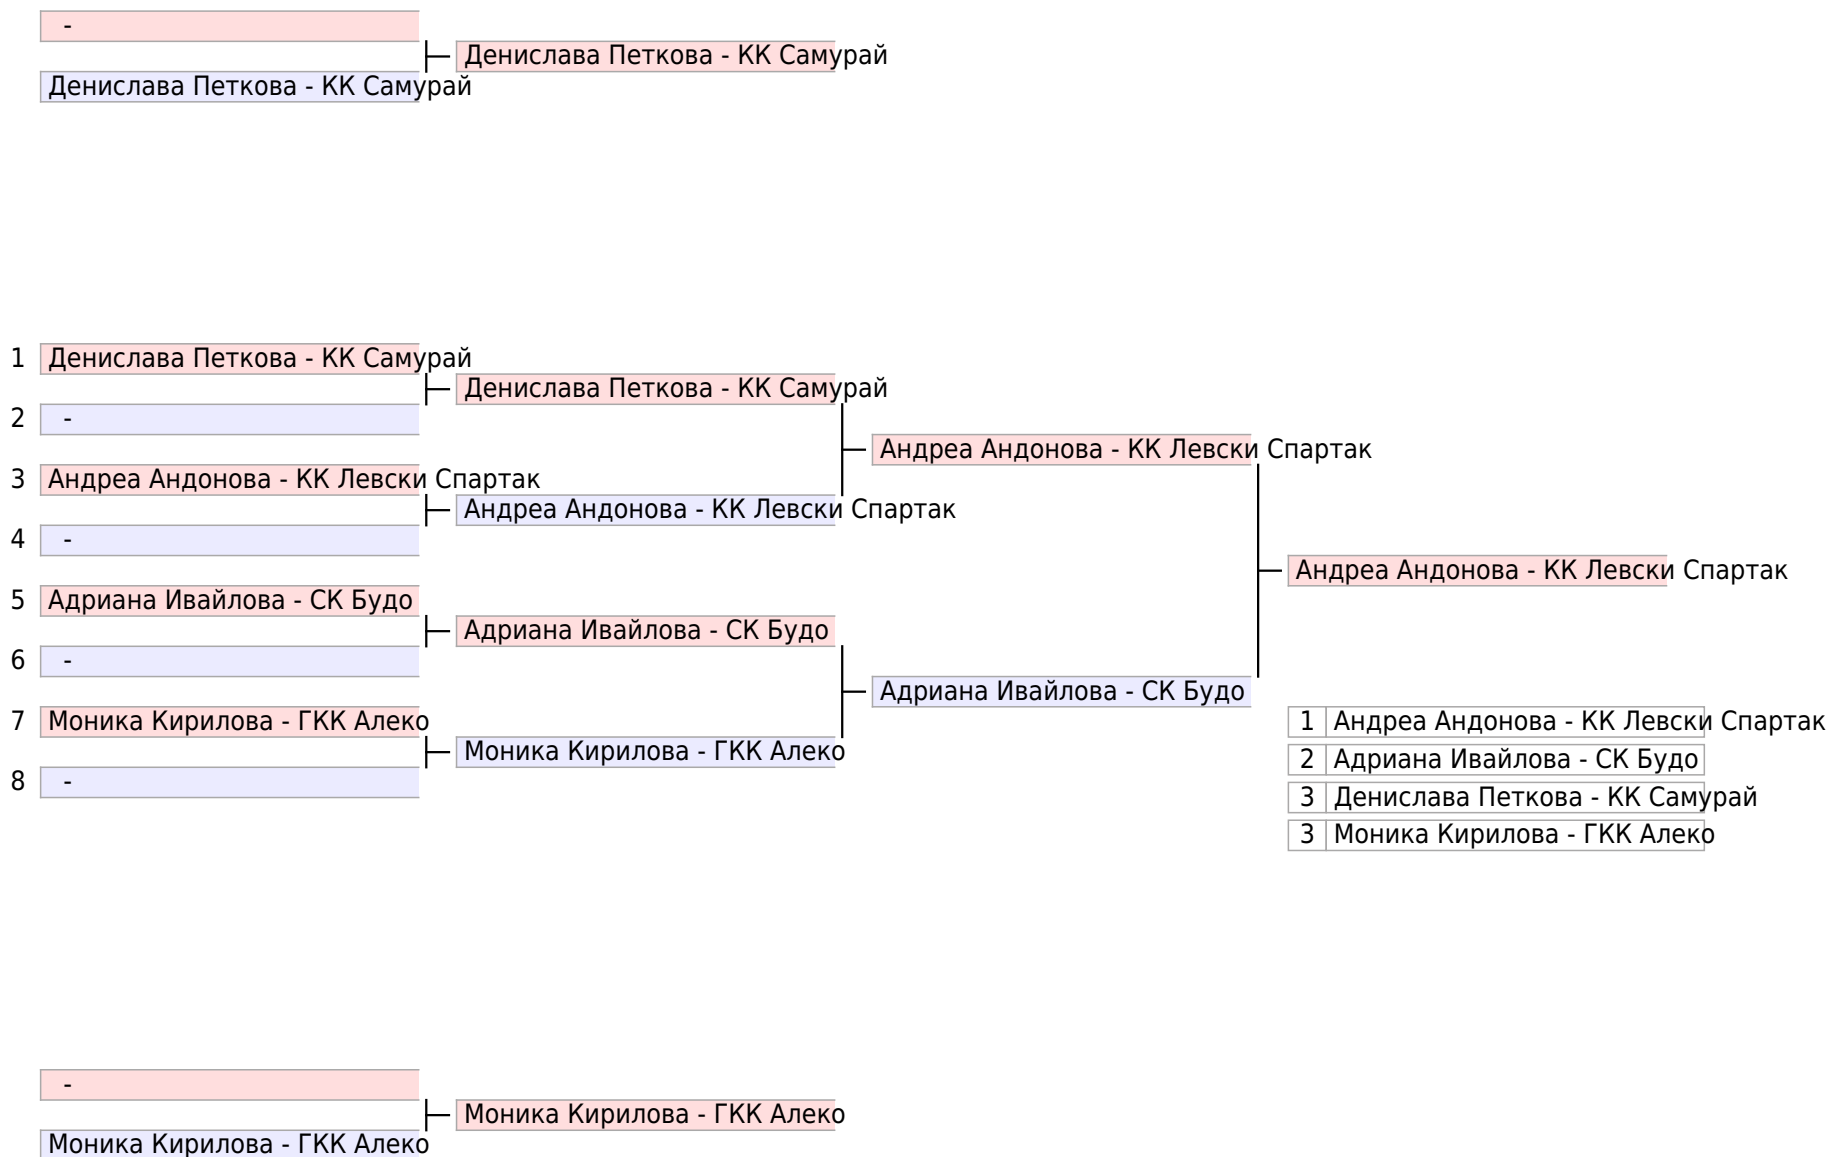 -
Денислава Петкова - КК Самурай
Денислава Петкова - КК Самурай
1 Денислава Петкова - КК Самурай
Денислава Петкова - КК Самурай
2 -
Андреа Андонова - КК Левски Спартак
3 Андреа Андонова - КК Левски Спартак
Андреа Андонова - КК Левски Спартак
4 -
Андреа Андонова - КК Левски Спартак
5 Адриана Ивайлова - СК Будо
Адриана Ивайлова - СК Будо
6 -
Адриана Ивайлова - СК Будо
7 Моника Кирилова - ГКК Алеко
Моника Кирилова - ГКК Алеко
8 -
1 Андреа Андонова - КК Левски Спартак
2 Адриана Ивайлова - СК Будо
3 Денислава Петкова - КК Самурай
3 Моника Кирилова - ГКК Алеко
-
Моника Кирилова - ГКК Алеко
Моника Кирилова - ГКК Алеко